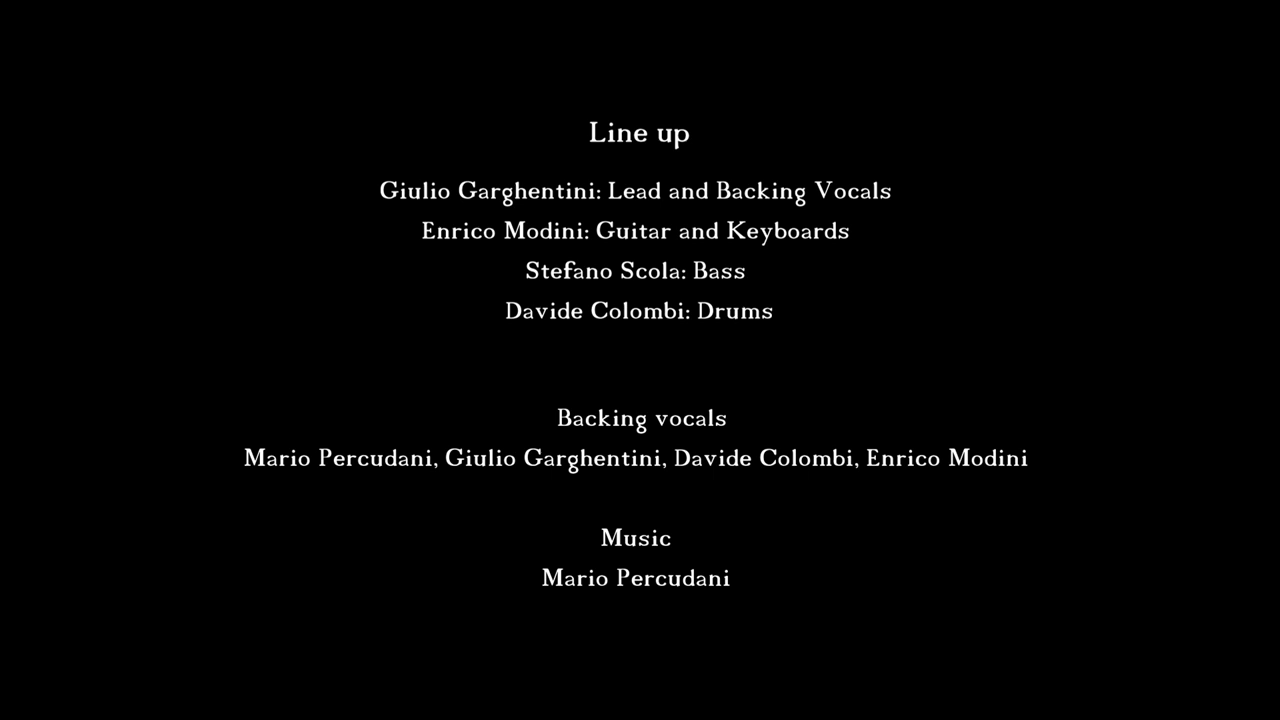 Line up
Giulio Garghentini: Lead and Backing Vocals
Enrico Modini: Guitar and Keyboards
Stefano Scola: Bass
Davide Colombi: Drums
Backing vocals
Mario Percudani, Giulio Garghentini, Davide Colombi, Enrico Modini
Music
Mario Percudani